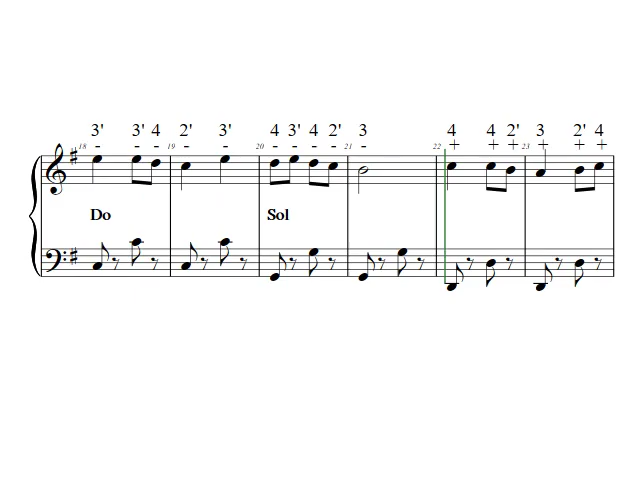 3' 3' 4 2' 3' 4 3' 4 2' 3 4 4 2' 3 2' 4
- - - - - - - - - - + + + + + +
18 19 20 21 22 23
Do Sol